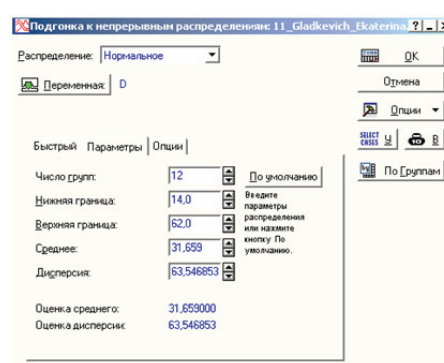 Подгонка к непрерывным распределениям: 11_Gladkevich_Ekaterina.
Распределение: Нормальное
ОК
Переменная: D
Отмена
Опции
Быстрый Параметры Опции
SELECT CASES
В
По Группам
Число групп: 12 По умолчанию
Нижняя граница: 14,0
Верхняя граница: 62,0
Среднее: 31,659
Дисперсия: 63,546853
Введите
параметры
распределения
или нажмите
кнопку По
умолчанию.
Оценка среднего: 31,659000
Оценка дисперсии: 63,546853